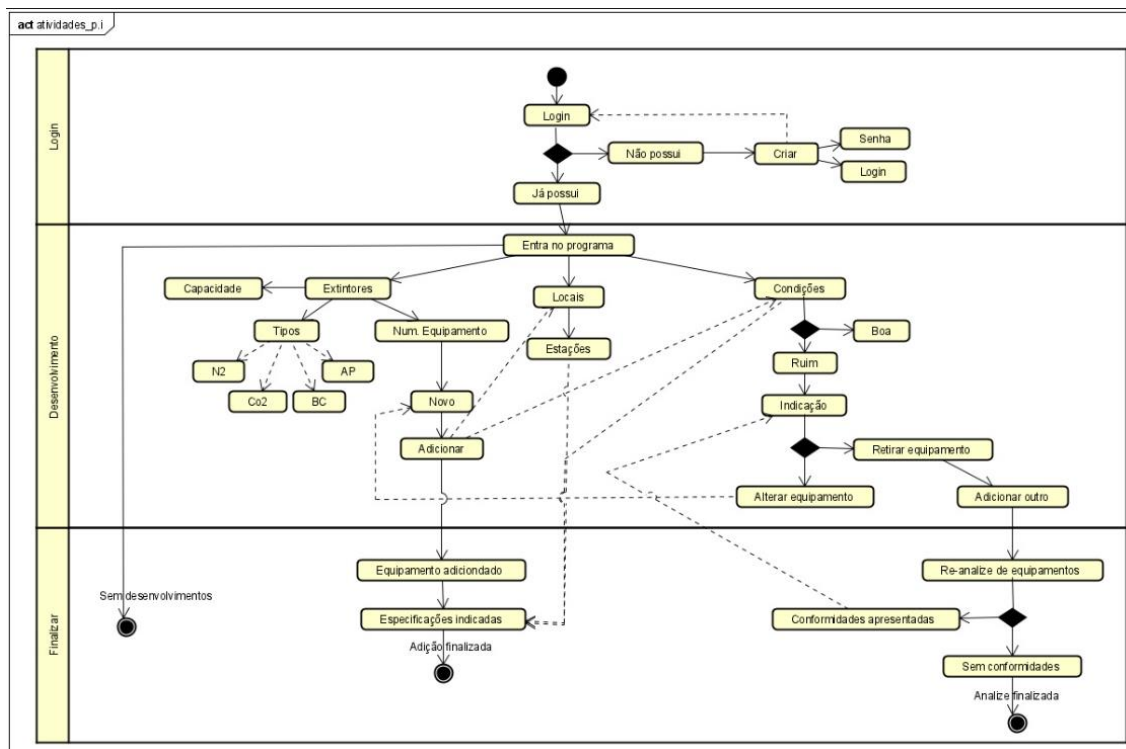 act atividades_p.i
Login
Login
Senha
Não possui
Criar
Login
Já possui
Desenvolvimento
Entra no programa
Capacidade
Extintores
Locais
Condições
Tipos
Num. Equipamento
Boa
Estações
N2
AP
Ruim
Co2
BC
Novo
Indicação
Adicionar
Retirar equipamento
Alterar equipamento
Adicionar outro
Finalizar
Equipamento adiciondado
Re-analize de equipamentos
Sem desenvolvimentos
Especificações indicadas
Conformidades apresentadas
Adição finalizada
Sem conformidades
Analize finalizada